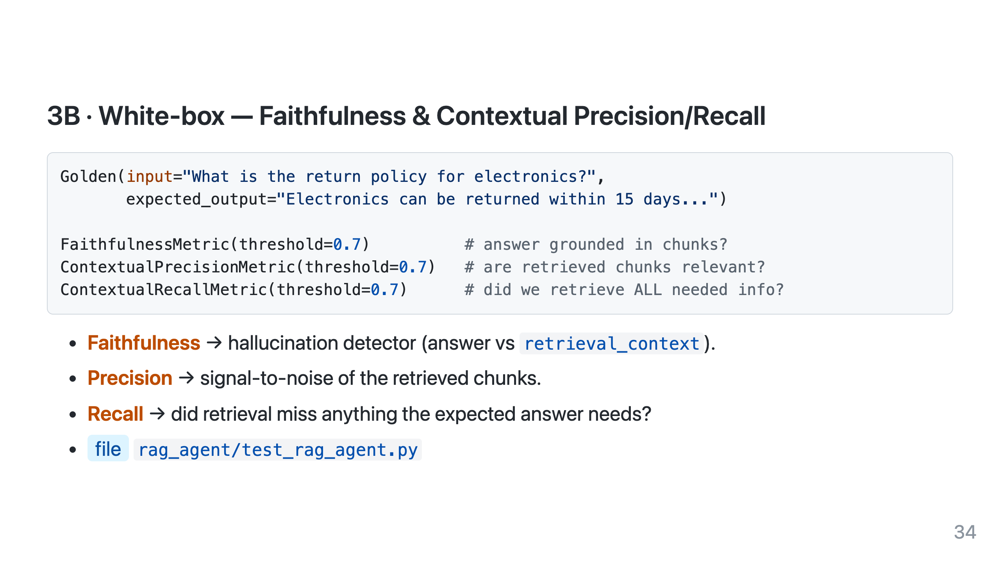 3B · White-box — Faithfulness & Contextual Precision/Recall
Golden(input="What is the return policy for electronics?",
       expected_output="Electronics can be returned within 15 days...")
FaithfulnessMetric(threshold=0.7)          # answer grounded in chunks?
ContextualPrecisionMetric(threshold=0.7)   # are retrieved chunks relevant?
ContextualRecallMetric(threshold=0.7)      # did we retrieve ALL needed info?
• Faithfulness → hallucination detector (answer vs retrieval_context).
• Precision → signal-to-noise of the retrieved chunks.
• Recall → did retrieval miss anything the expected answer needs?
• file rag_agent/test_rag_agent.py
34